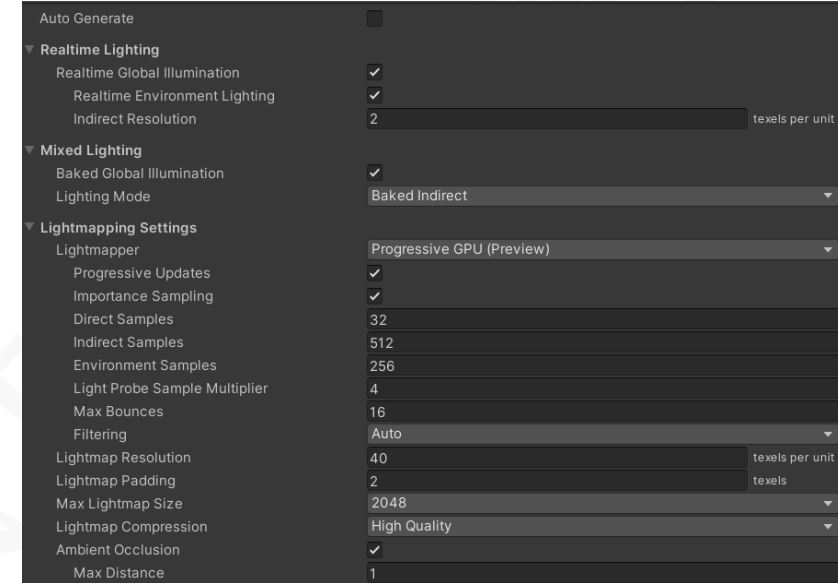 Auto Generate
Realtime Lighting
Realtime Global Illumination
Realtime Environment Lighting
Indirect Resolution 2 texels per unit
Mixed Lighting
Baked Global Illumination
Lighting Mode Baked Indirect
Lightmapping Settings
Lightmapper Progressive GPU (Preview)
Progressive Updates
Importance Sampling
Direct Samples 32
Indirect Samples 512
Environment Samples 256
Light Probe Sample Multiplier 4
Max Bounces 16
Filtering Auto
Lightmap Resolution 40 texels per unit
Lightmap Padding 2 texels
Max Lightmap Size 2048
Lightmap Compression High Quality
Ambient Occlusion
Max Distance 1